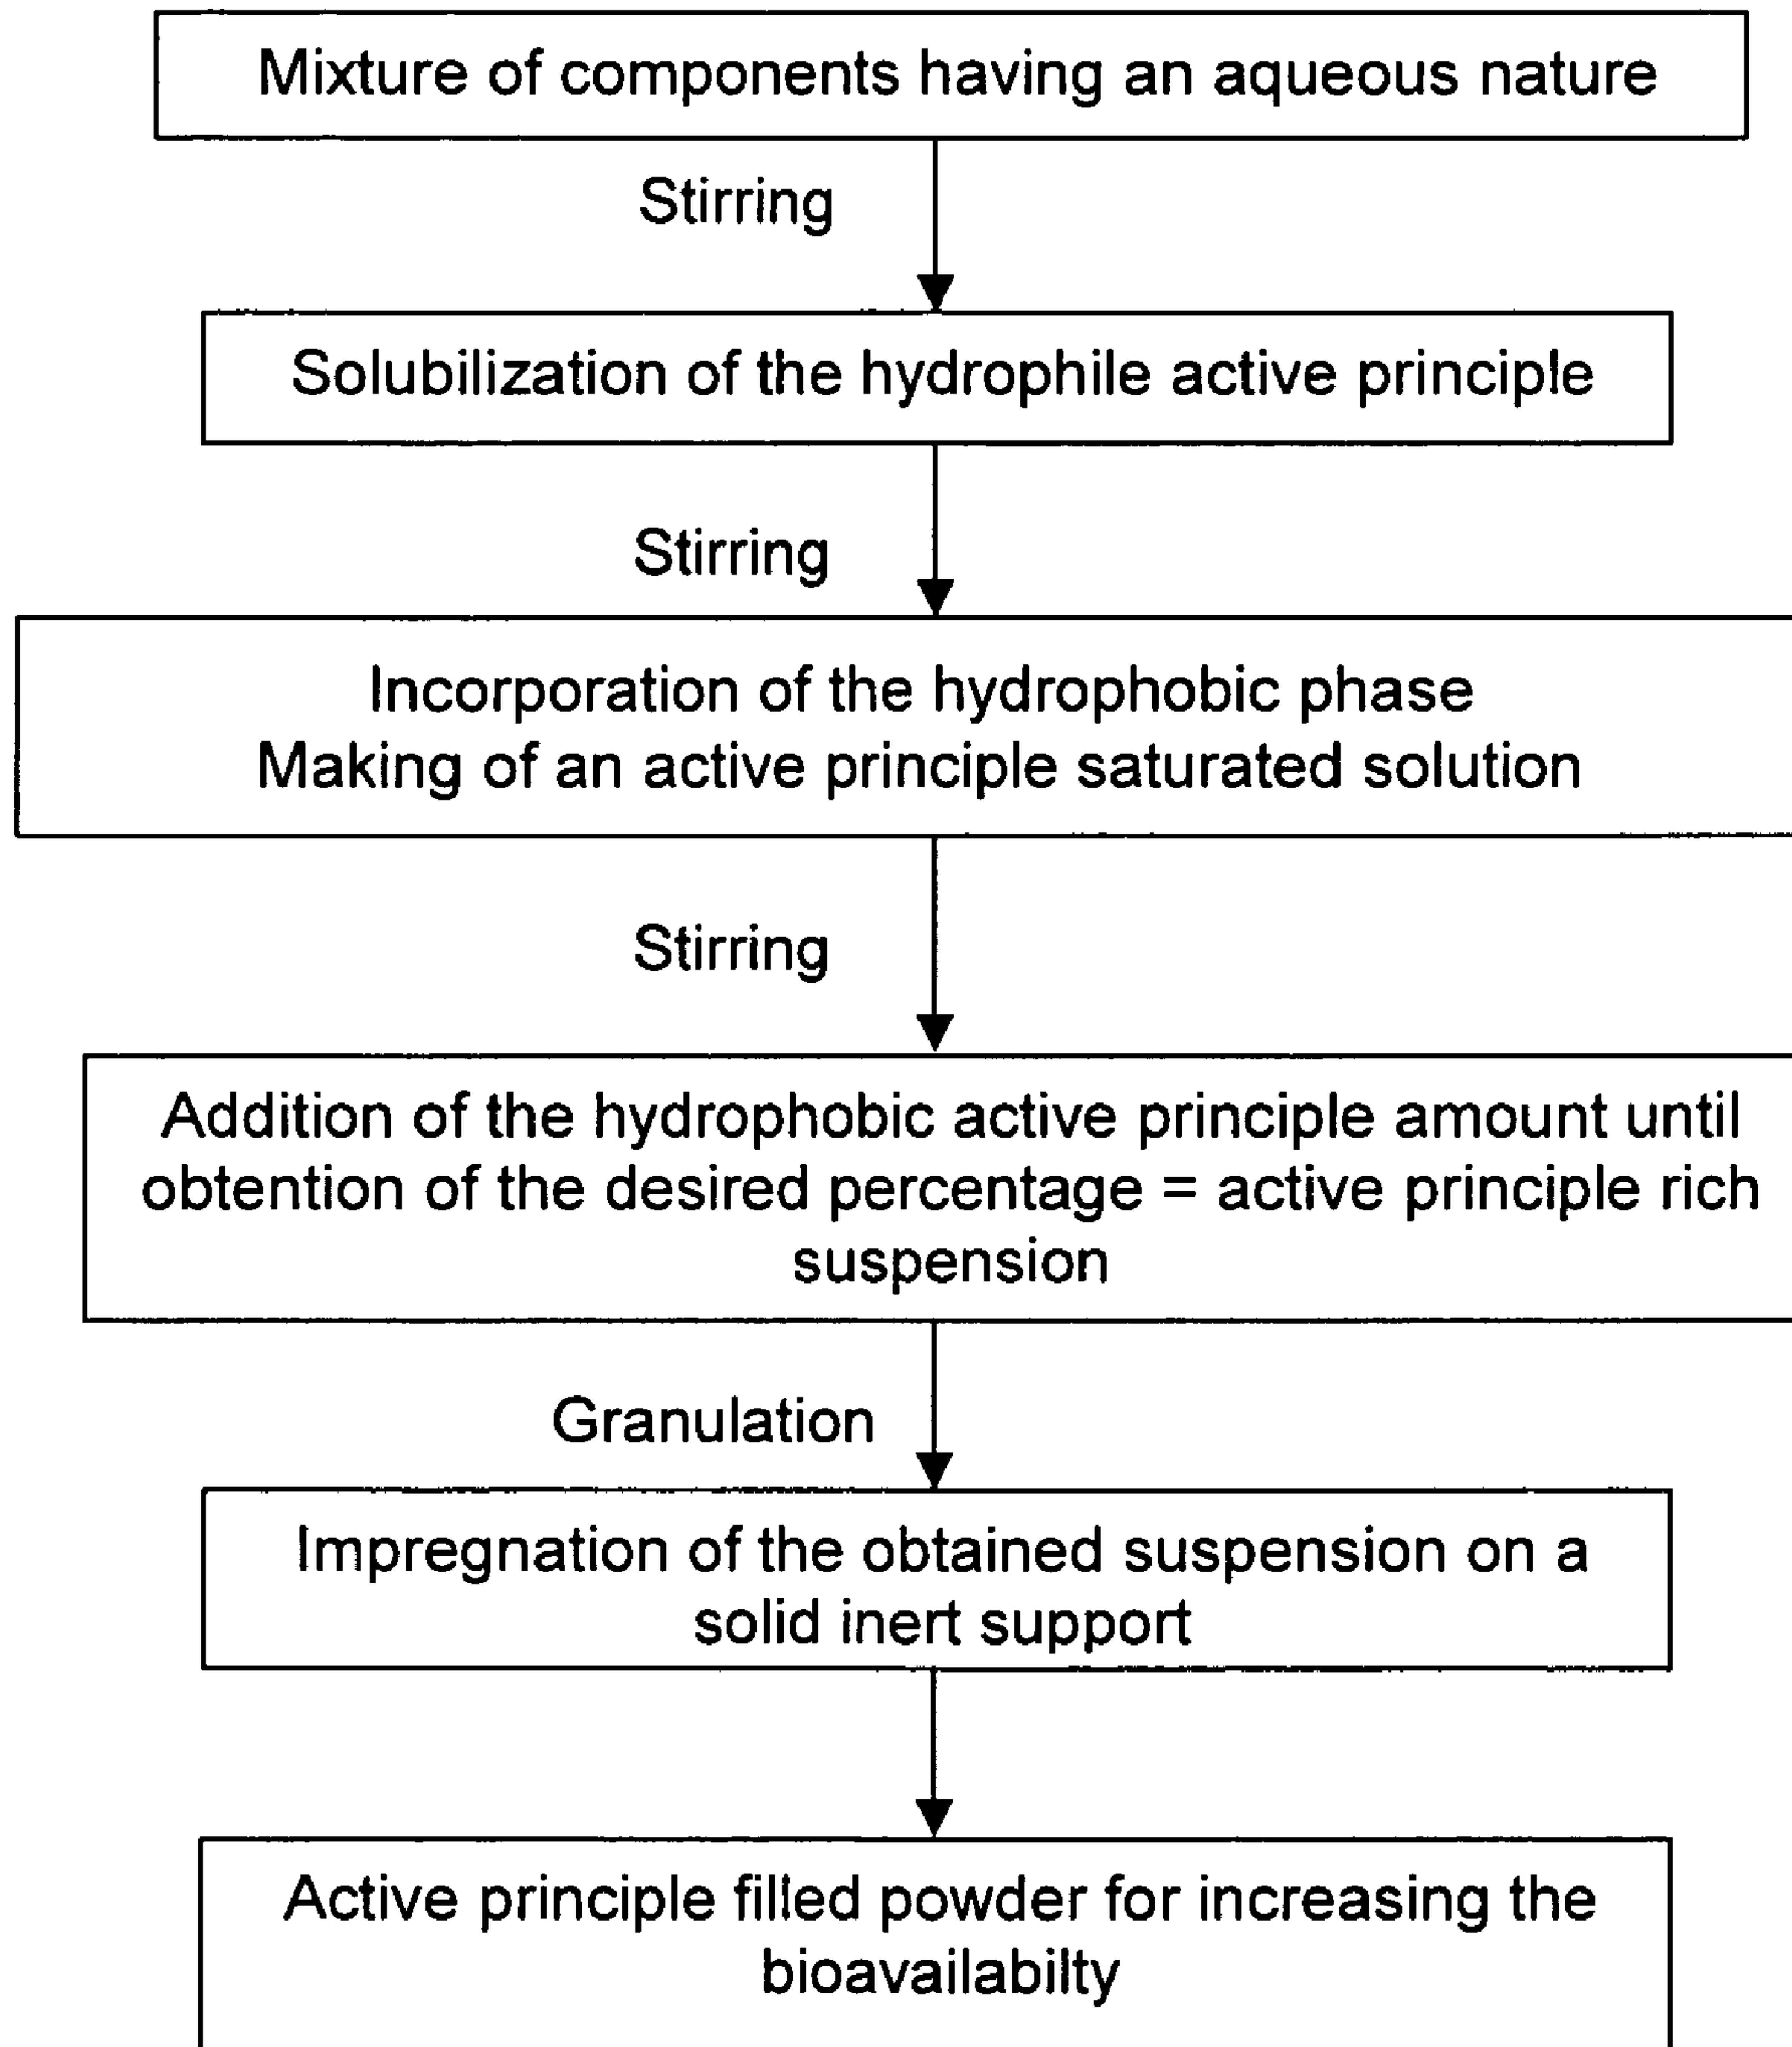 Mixture of components having an aqueous nature
Stirring
Solubilization of the hydrophile active principle
Stirring
Incorporation of the hydrophobic phase
Making of an active principle saturated solution
Stirring
Addition of the hydrophobic active principle amount until
obtention of the desired percentage = active principle rich
suspension
Granulation
Impregnation of the obtained suspension on a
solid inert support
Active principle filled powder for increasing the
bioavailabilty